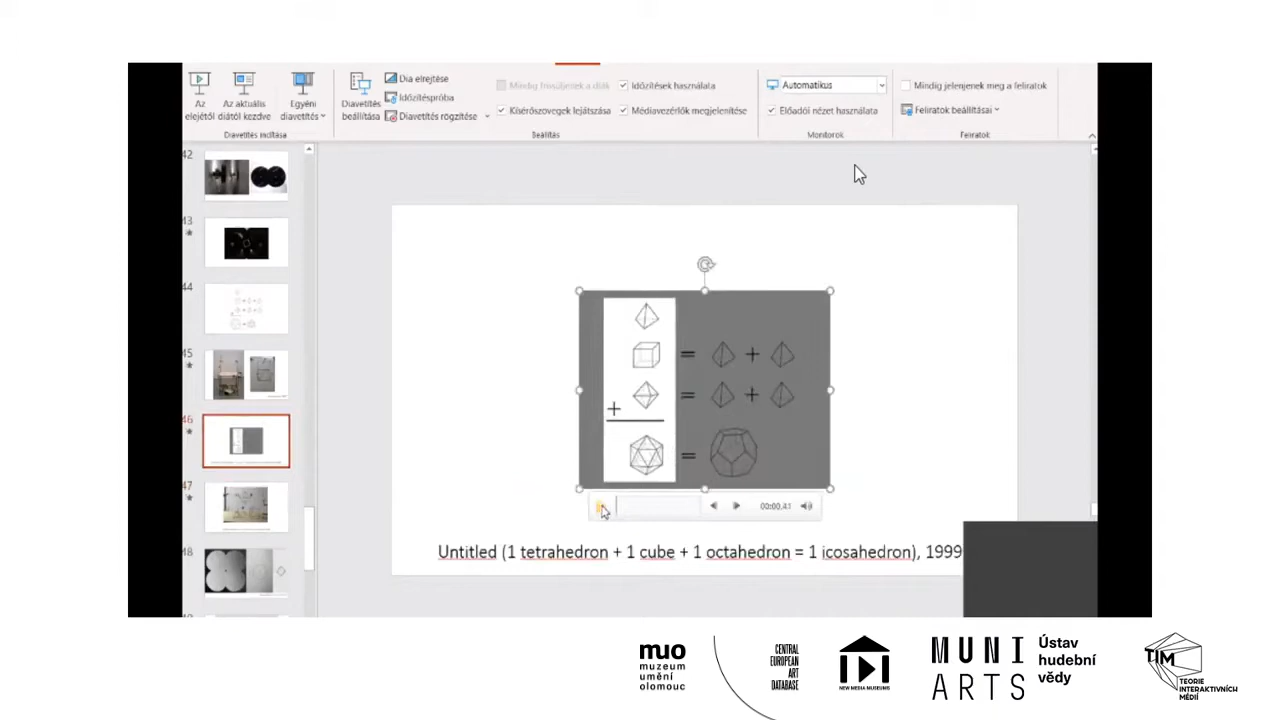 Az elejétől
Az aktuális diától kezdve
Egyéni diavetítés
Diavetítés indítása
Diavetítés beállítása
Dia elrejtése
Időzítéspróba
Diavetítés rögzítése
Mindig frissüljenek a diák
Időzítések használata
Kísérőszövegek lejátszása
Médiavezérlők megjelenítése
Beállítás
Automatikus
Előadói nézet használata
Monitorok
Mindig jelenjenek meg a feliratok
Feliratok beállításai
Feliratok
42
43
44
45
46
47
48
= +
= +
+
=
00:00,41
Untitled (1 tetrahedron + 1 cube + 1 octahedron = 1 icosahedron), 1999
muo
muzeum
umění
olomouc
CENTRAL
EUROPEAN
ART
DATABASE
NEW MEDIA MUSEUMS
MUNI
ARTS
Ústav
hudební
vědy
TIM
TEORIE
INTERAKTIVNÍCH
MÉDIÍ